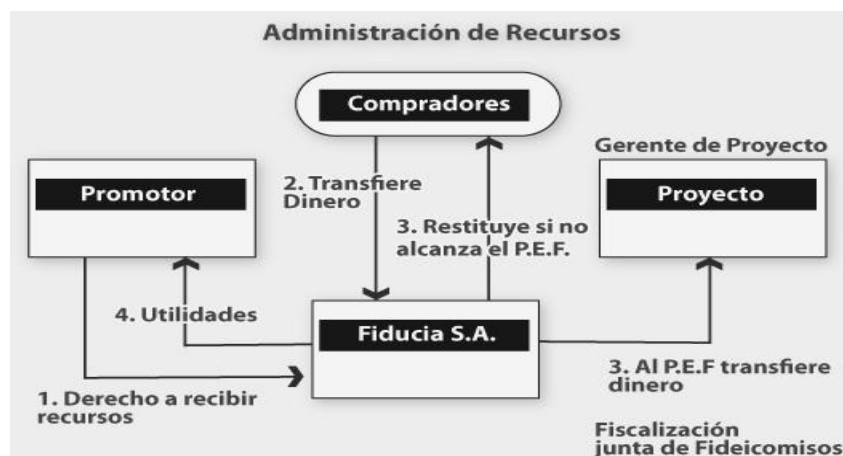 Administración de Recursos
Compradores
Gerente de Proyecto
Promotor
Proyecto
2. Transfiere
Dinero
3. Restituye si no
alcanza el P.E.F.
4. Utilidades
Fiducia S.A.
1. Derecho a recibir
recursos
3. Al P.E.F transfiere
dinero
Fiscalización
junta de Fideicomisos